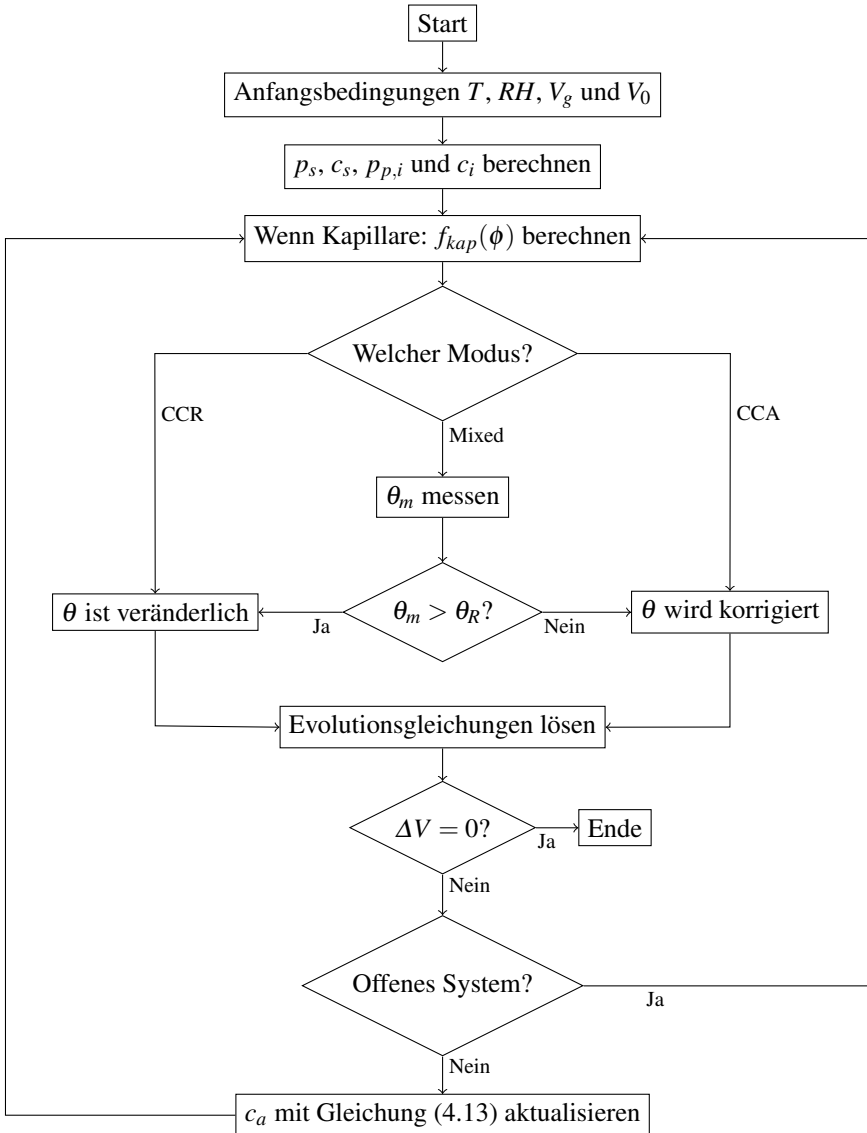 Start
Anfangsbedingungen T, RH, V_g und V_0
p_s, c_s, p_{p,i} und c_i berechnen
Wenn Kapillare: f_{kap}(ϕ) berechnen
Welcher Modus?
CCR
CCA
Mixed
θ_m messen
θ ist veränderlich
Ja
θ_m > θ_R?
Nein
θ wird korrigiert
Evolutionsgleichungen lösen
ΔV = 0?
Ja
Ende
Nein
Offenes System?
Ja
Nein
c_a mit Gleichung (4.13) aktualisieren